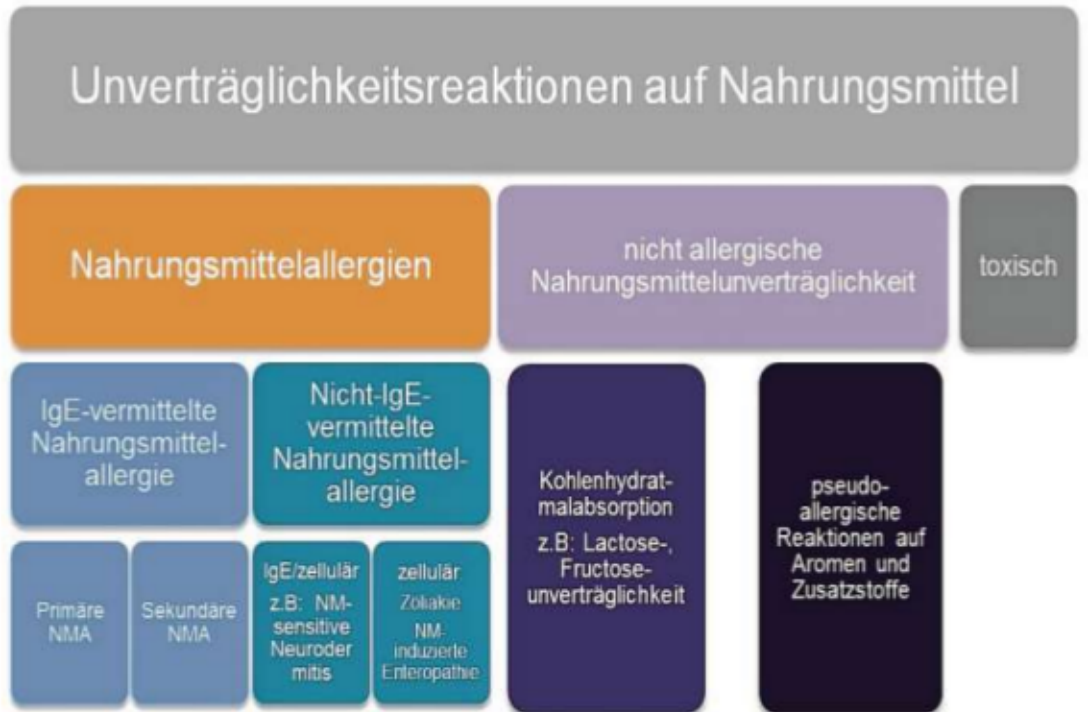 Unverträglichkeitsreaktionen auf Nahrungsmittel
Nahrungsmittelallergien
nicht allergische
Nahrungsmittelunverträglichkeit
toxisch
IgE-vermittelte
Nahrungsmittel-
allergie
Nicht-IgE-
vermittelte
Nahrungsmittel-
allergie
Kohlenhydrat-
malabsorption
z.B: Lactose-,
Fructose-
unverträglichkeit
pseudo-
allergische
Reaktionen auf
Aromen und
Zusatzstoffe
Primäre
NMA
Sekundäre
NMA
IgE/zellulär
z.B: NM-
sensitive
Neuroder
mitis
zellulär
Zöliakie
NM-
induzierte
Enteropathie